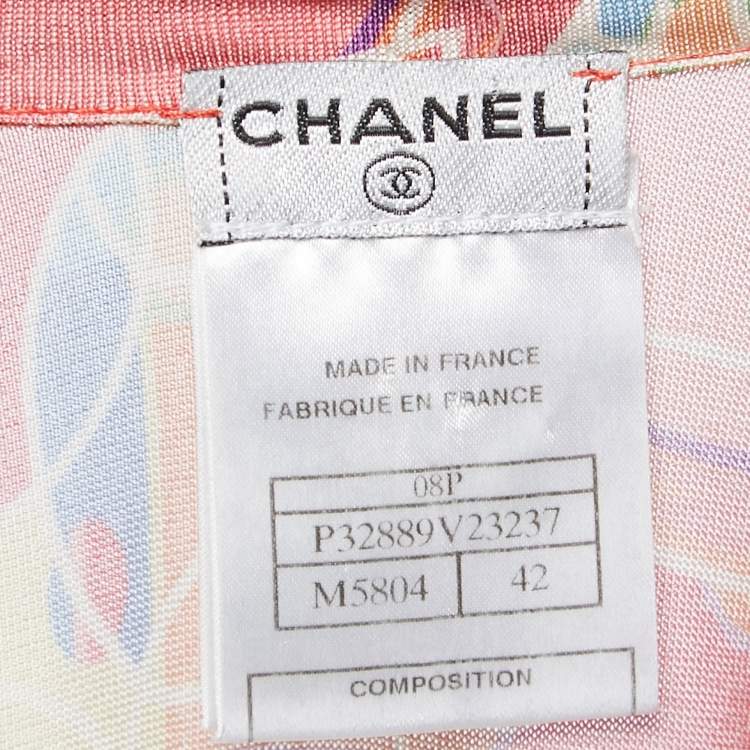 CHANEL
MADE IN FRANCE
FABRIQUE EN FRANCE
08P
P32889V23237
M5804 42
COMPOSITION